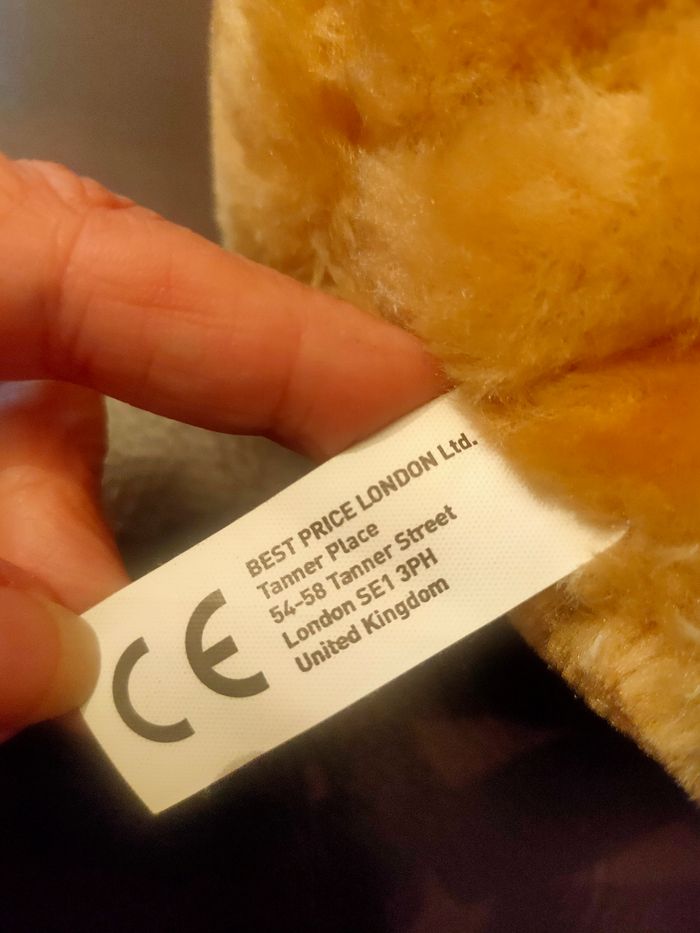 CE
BEST PRICE LONDON Ltd.
Tanner Place
54-58 Tanner Street
London SE1 3PH
United Kingdom